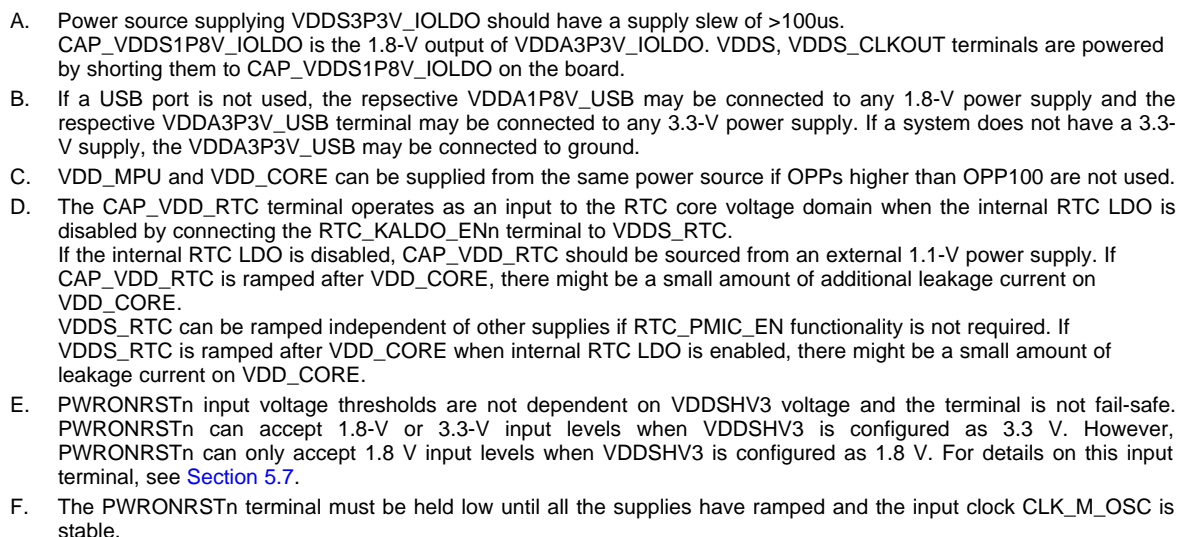 A. Power source supplying VDDS3P3V_IOLDO should have a supply slew of >100us.
CAP_VDDS1P8V_IOLDO is the 1.8-V output of VDDA3P3V_IOLDO. VDDS, VDDS_CLKOUT terminals are powered
by shorting them to CAP_VDDS1P8V_IOLDO on the board.
B. If a USB port is not used, the repsective VDDA1P8V_USB may be connected to any 1.8-V power supply and the
respective VDDA3P3V_USB terminal may be connected to any 3.3-V power supply. If a system does not have a 3.3-
V supply, the VDDA3P3V_USB may be connected to ground.
C. VDD_MPU and VDD_CORE can be supplied from the same power source if OPPs higher than OPP100 are not used.
D. The CAP_VDD_RTC terminal operates as an input to the RTC core voltage domain when the internal RTC LDO is
disabled by connecting the RTC_KALDO_ENn terminal to VDDS_RTC.
If the internal RTC LDO is disabled, CAP_VDD_RTC should be sourced from an external 1.1-V power supply. If
CAP_VDD_RTC is ramped after VDD_CORE, there might be a small amount of additional leakage current on
VDD_CORE.
VDDS_RTC can be ramped independent of other supplies if RTC_PMIC_EN functionality is not required. If
VDDS_RTC is ramped after VDD_CORE when internal RTC LDO is enabled, there might be a small amount of
leakage current on VDD_CORE.
E. PWRONRSTn input voltage thresholds are not dependent on VDDSHV3 voltage and the terminal is not fail-safe.
PWRONRSTn can accept 1.8-V or 3.3-V input levels when VDDSHV3 is configured as 3.3 V. However,
PWRONRSTn can only accept 1.8 V input levels when VDDSHV3 is configured as 1.8 V. For details on this input
terminal, see Section 5.7.
F. The PWRONRSTn terminal must be held low until all the supplies have ramped and the input clock CLK_M_OSC is
stable.